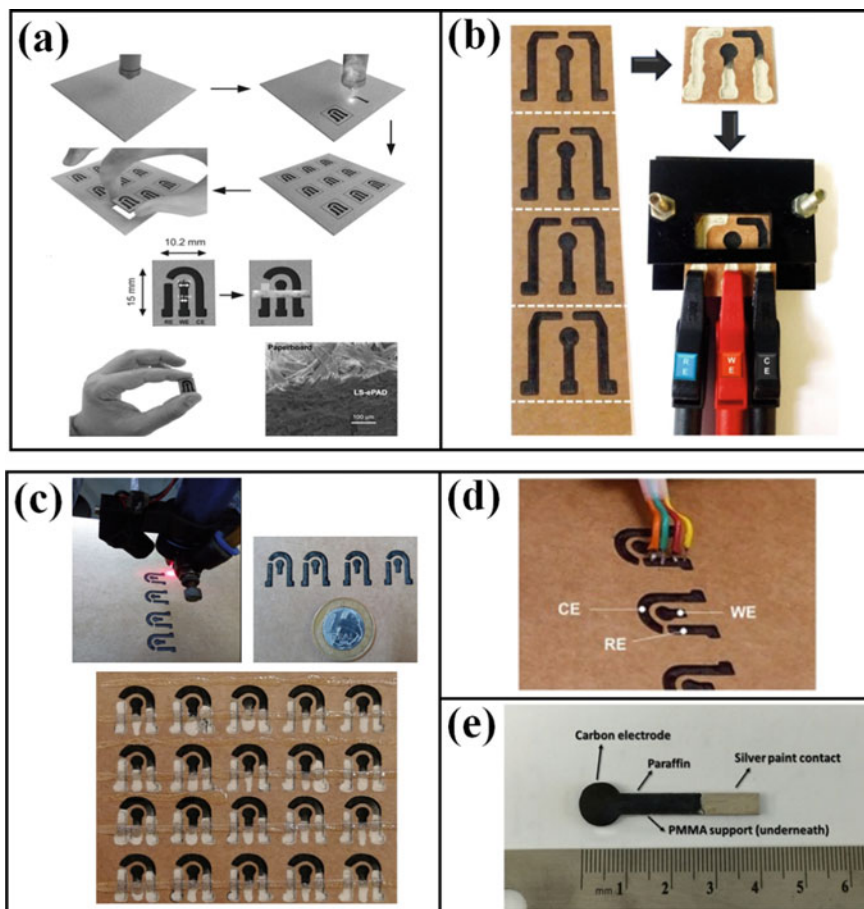 (a)
10.2 mm
15 mm
RE WE CE
Paperboard
LS-ePAD
100 µm
(b)
RE
WE
CE
(c)
(d)
CE
WE
RE
(e)
Carbon electrode
Paraffin
Silver paint contact
PMMA support (underneath)
mm 1 2 3 4 5 6